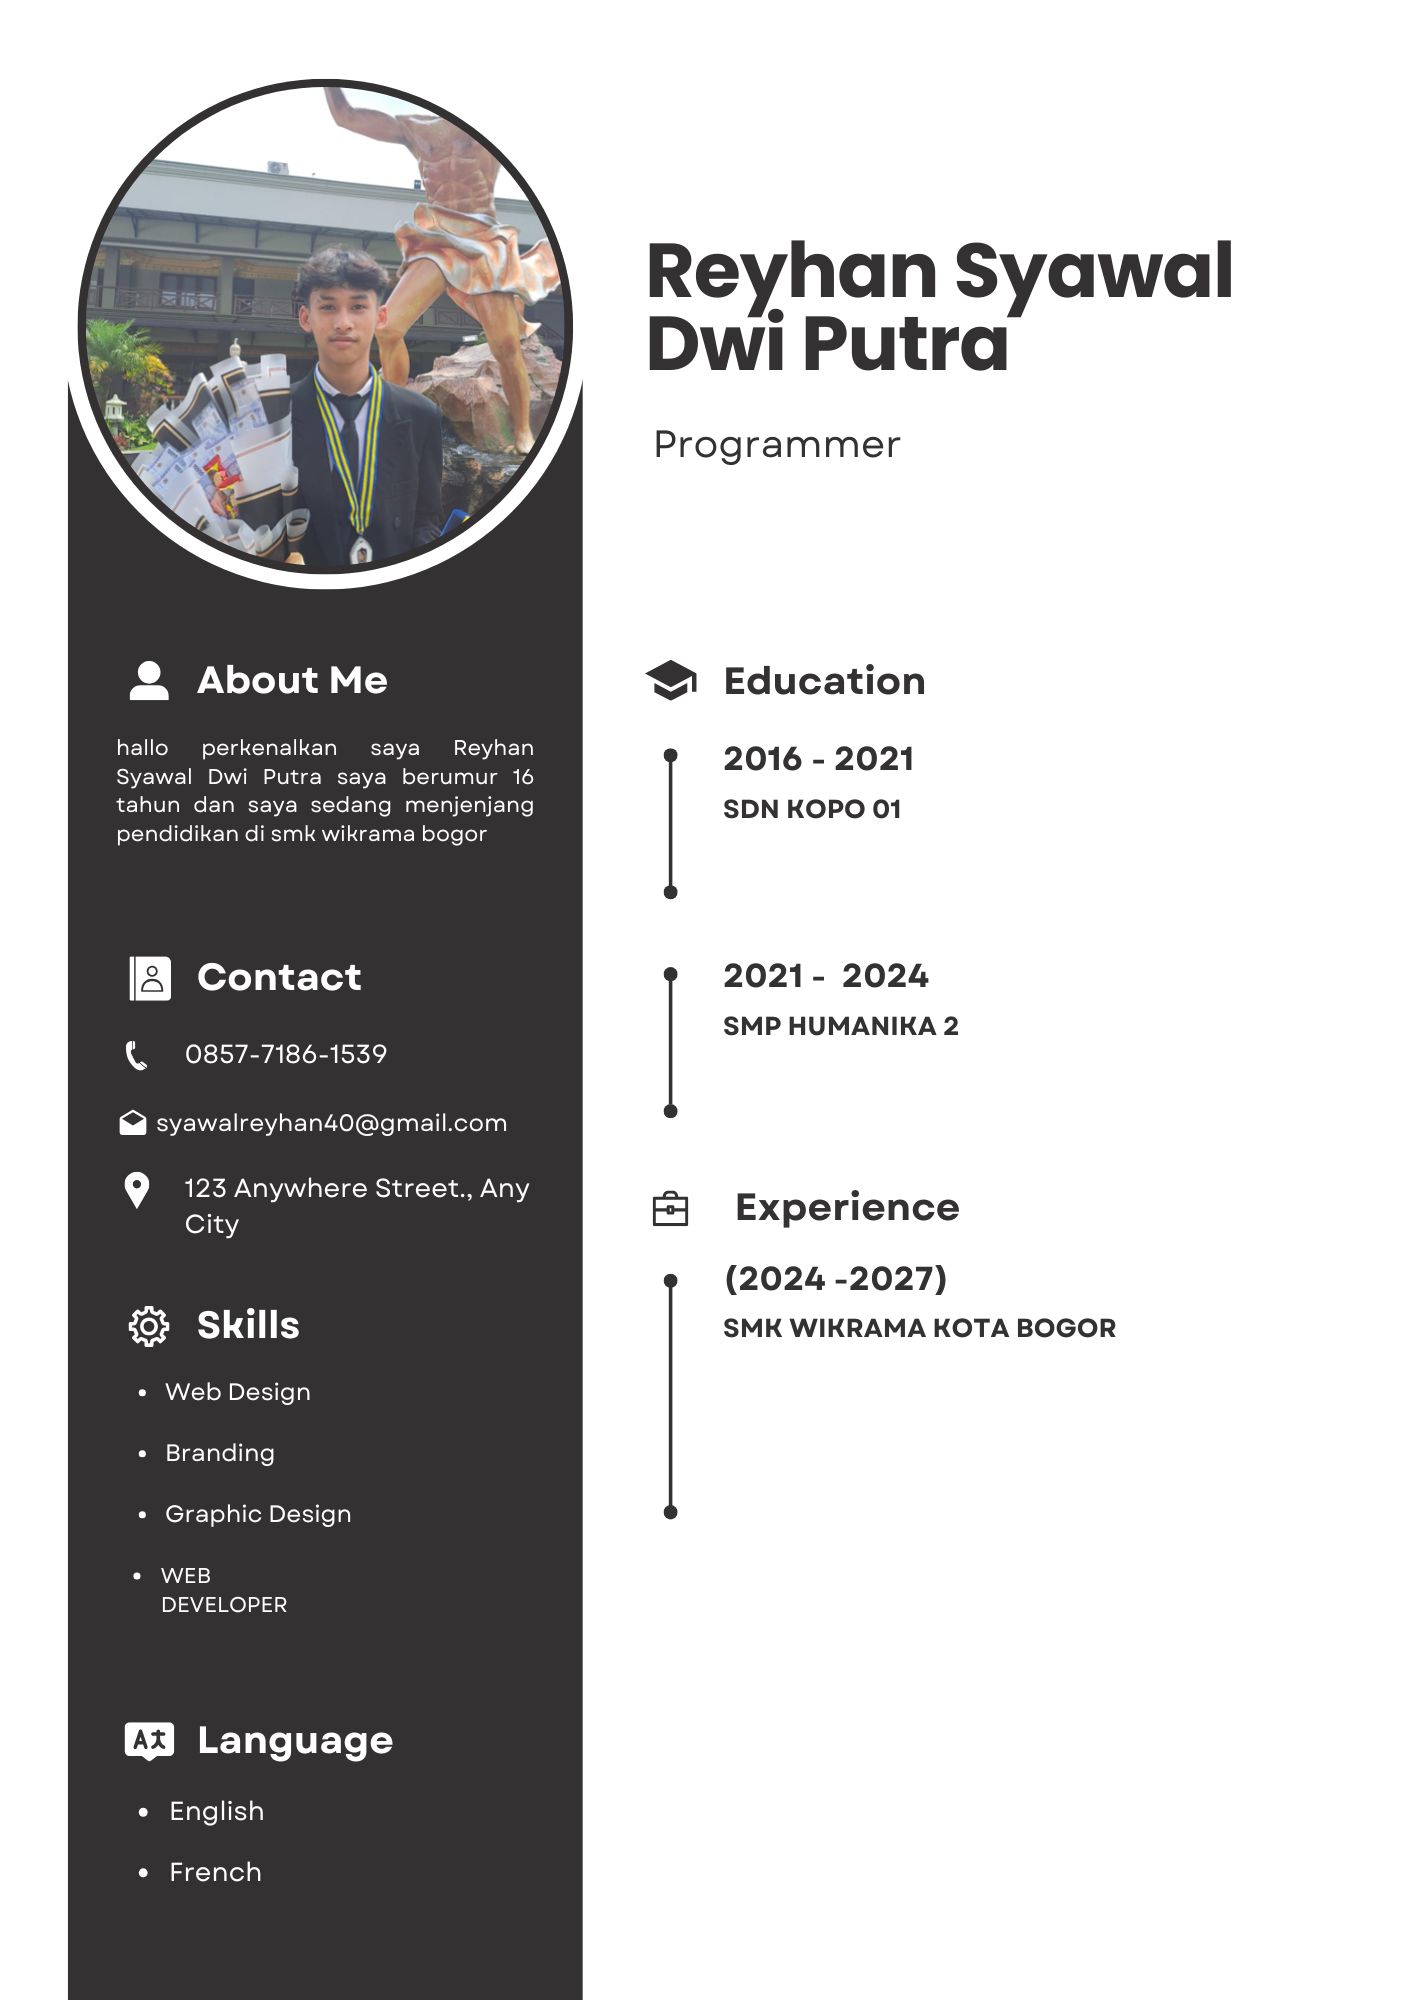 Reyhan Syawal
Dwi Putra
Programmer
About Me
hallo perkenalkan saya Reyhan
Syawal Dwi Putra saya berumur 16
tahun dan saya sedang menjenjang
pendidikan di smk wikrama bogor
Contact
0857-7186-1539
syawalreyhan40@gmail.com
123 Anywhere Street., Any
City
Skills
• Web Design
• Branding
• Graphic Design
• WEB
DEVELOPER
Language
• English
• French
Education
2016 - 2021
SDN KOPO 01
2021 - 2024
SMP HUMANIKA 2
Experience
(2024 -2027)
SMK WIKRAMA KOTA BOGOR